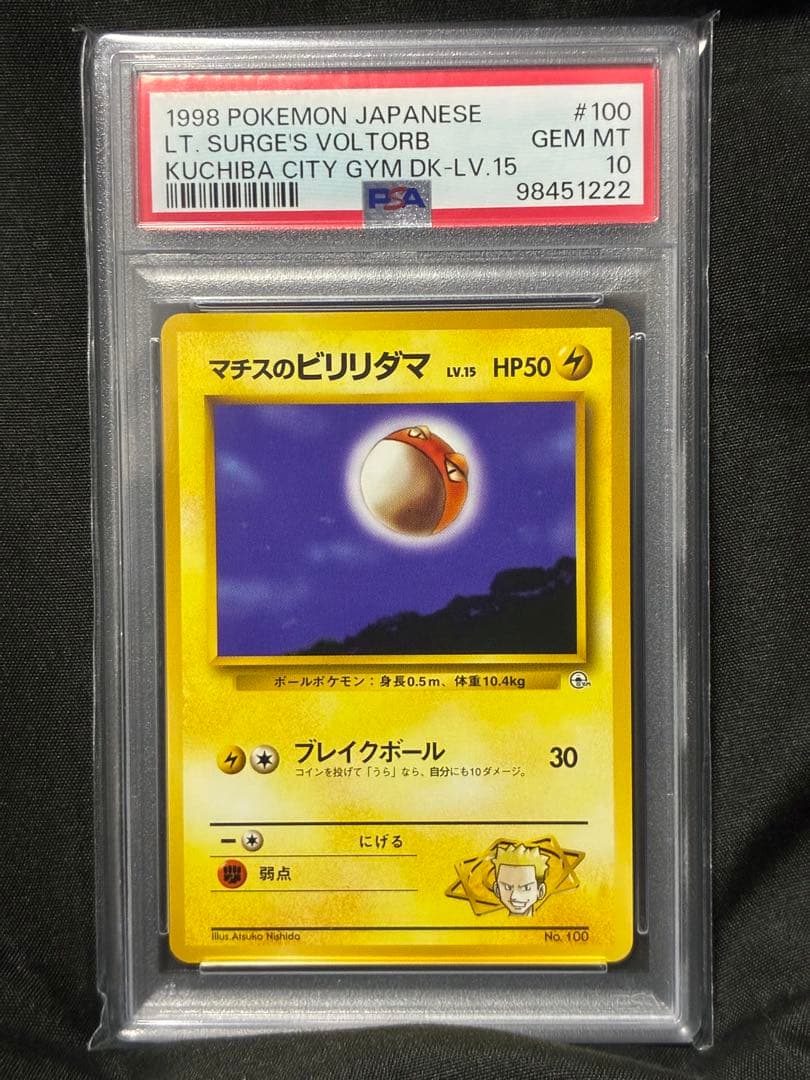 1998 POKEMON JAPANESE #100
LT. SURGE'S VOLTORB GEM MT
KUCHIBA CITY GYM DK-LV.15 10
PSA 98451222
マチスのビリリダマ LV.15 HP50
ボールポケモン：身長0.5m、体重10.4kg
ブレイクボール 30
コインを投げて「うら」なら、自分にも10ダメージ。
にげる
弱点
Illus.Atsuko Nishida No. 100